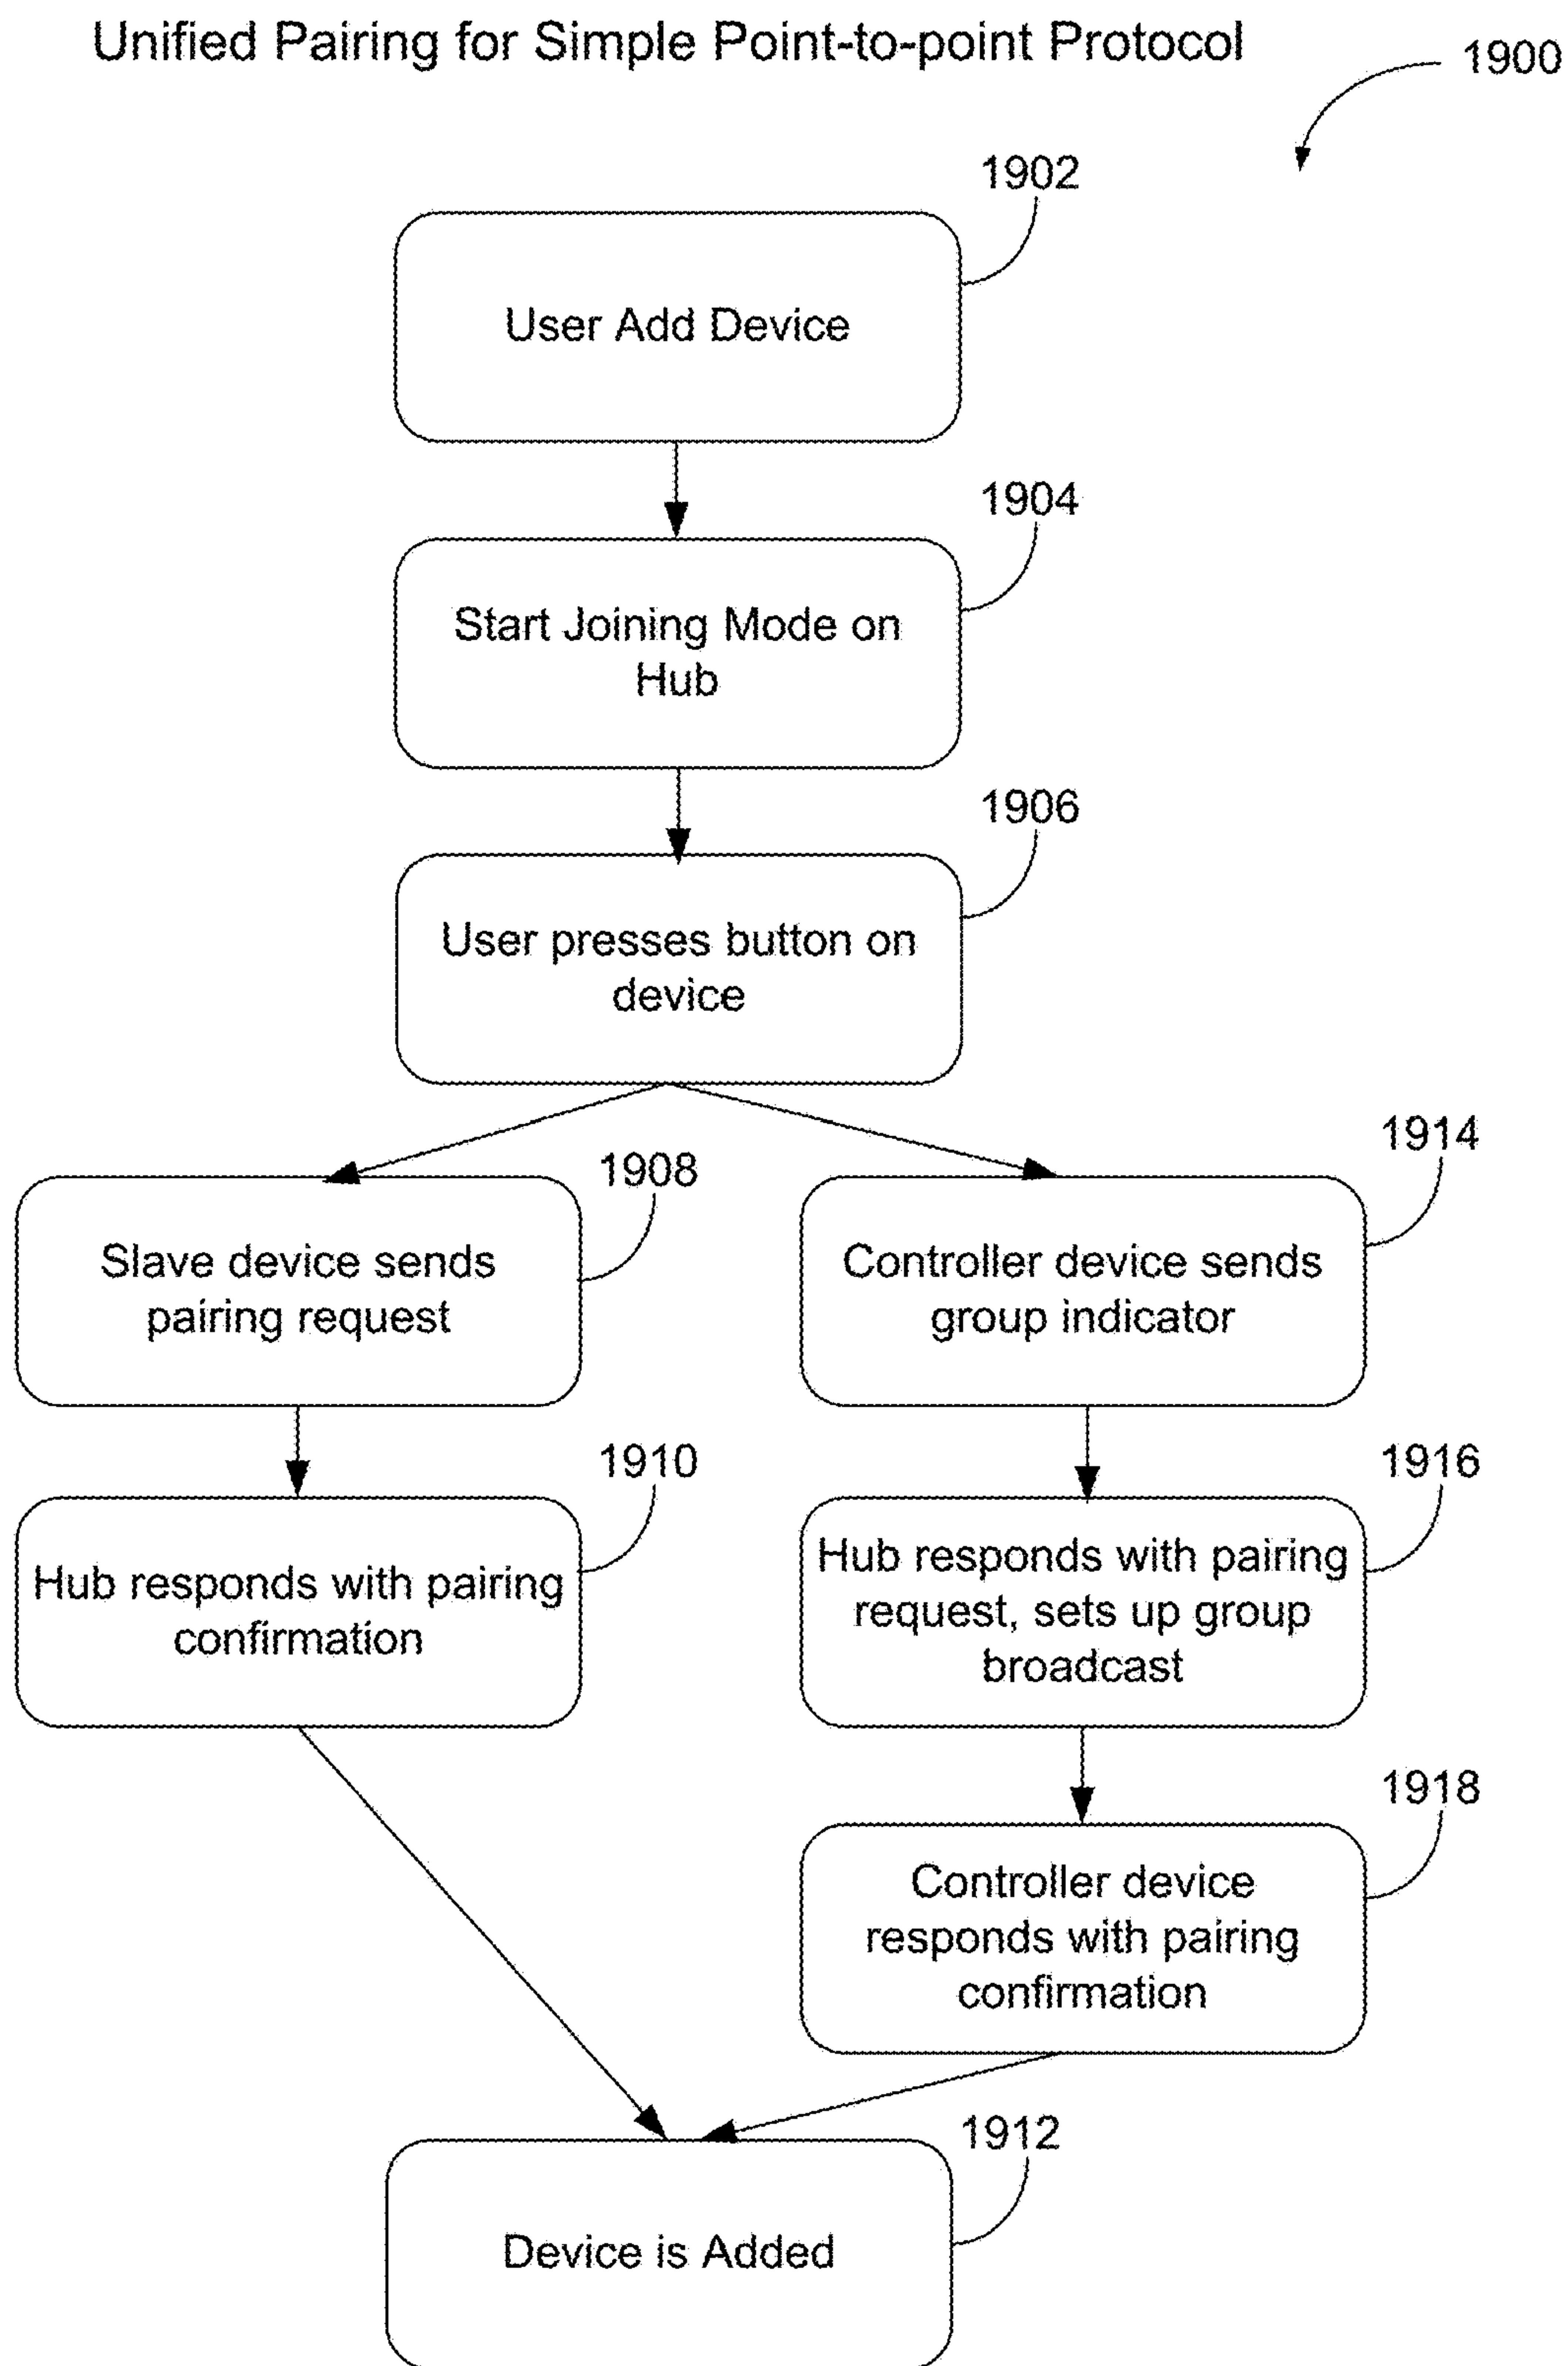 Unified Pairing for Simple Point-to-point Protocol
1900
1902
User Add Device
1904
Start Joining Mode on
Hub
1906
User presses button on
device
1908
Slave device sends
pairing request
1914
Controller device sends
group indicator
1910
Hub responds with pairing
confirmation
1916
Hub responds with pairing
request, sets up group
broadcast
1918
Controller device
responds with pairing
confirmation
1912
Device is Added